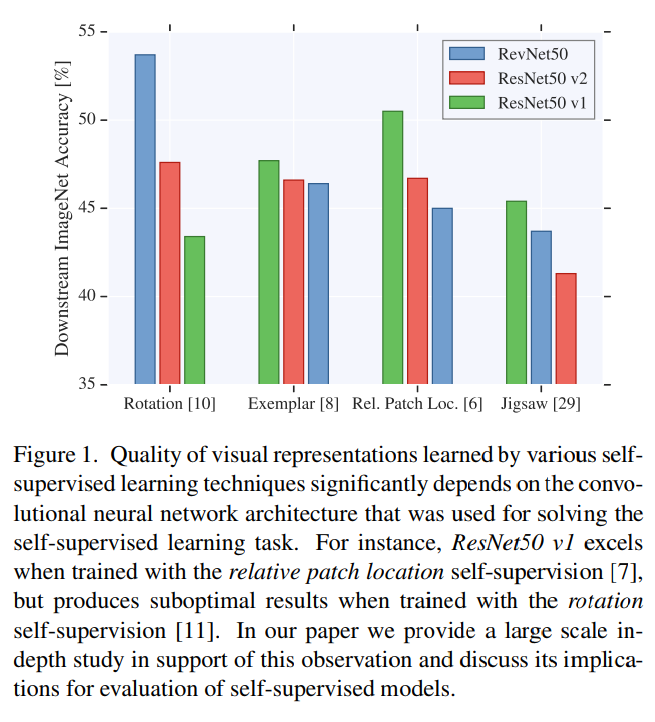 55
50
45
40
35
Downstream ImageNet Accuracy [%]
RevNet50
ResNet50 v2
ResNet50 v1
Rotation [10]
Exemplar [8]
Rel. Patch Loc. [6]
Jigsaw [29]
Figure 1. Quality of visual representations learned by various self-
supervised learning techniques significantly depends on the convo-
lutional neural network architecture that was used for solving the
self-supervised learning task. For instance, ResNet50 v1 excels
when trained with the relative patch location self-supervision [7],
but produces suboptimal results when trained with the rotation
self-supervision [11]. In our paper we provide a large scale in-
depth study in support of this observation and discuss its implica-
tions for evaluation of self-supervised models.